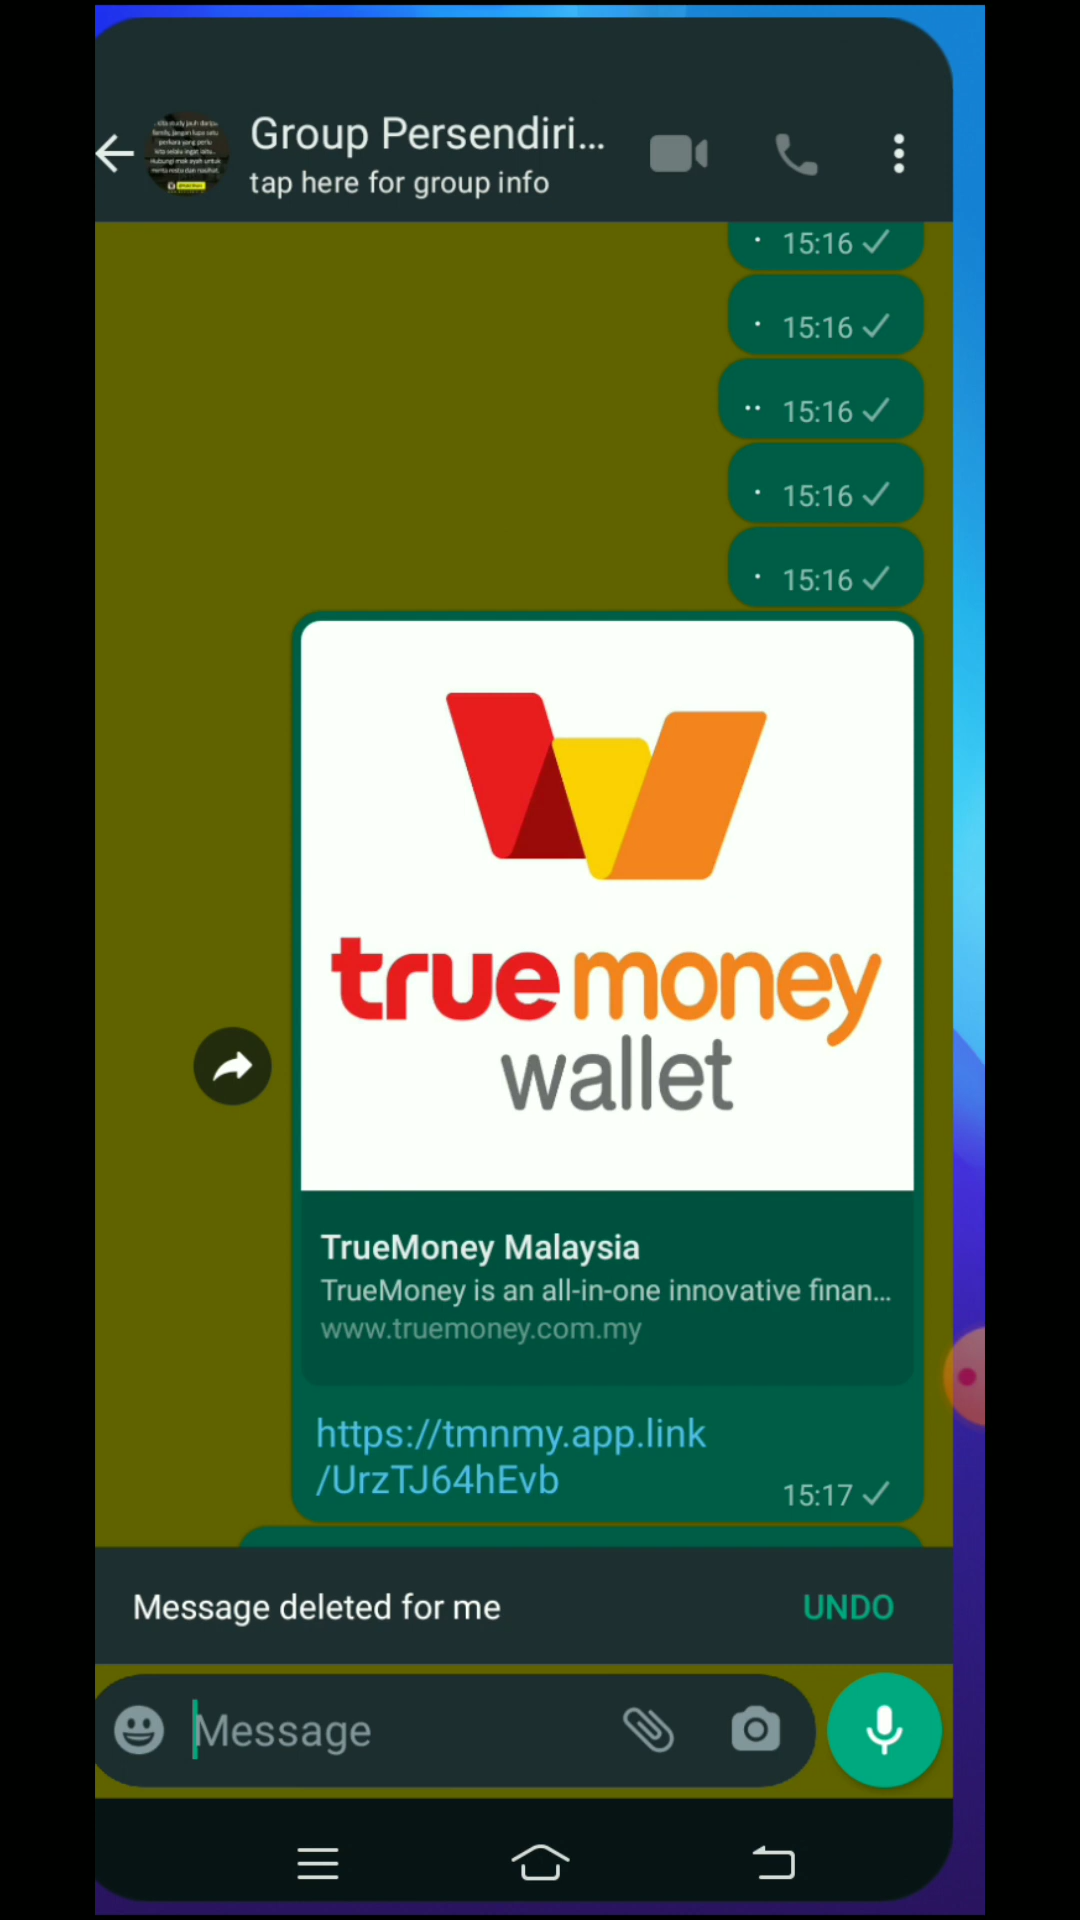 Group Persendiri...
tap here for group info
. 15:16
. 15:16
.. 15:16
. 15:16
. 15:16
true money
wallet
TrueMoney Malaysia
TrueMoney is an all-in-one innovative finan...
www.truemoney.com.my
https://tmnmy.app.link
/UrzTJ64hEvb
15:17
Message deleted for me UNDO
Message